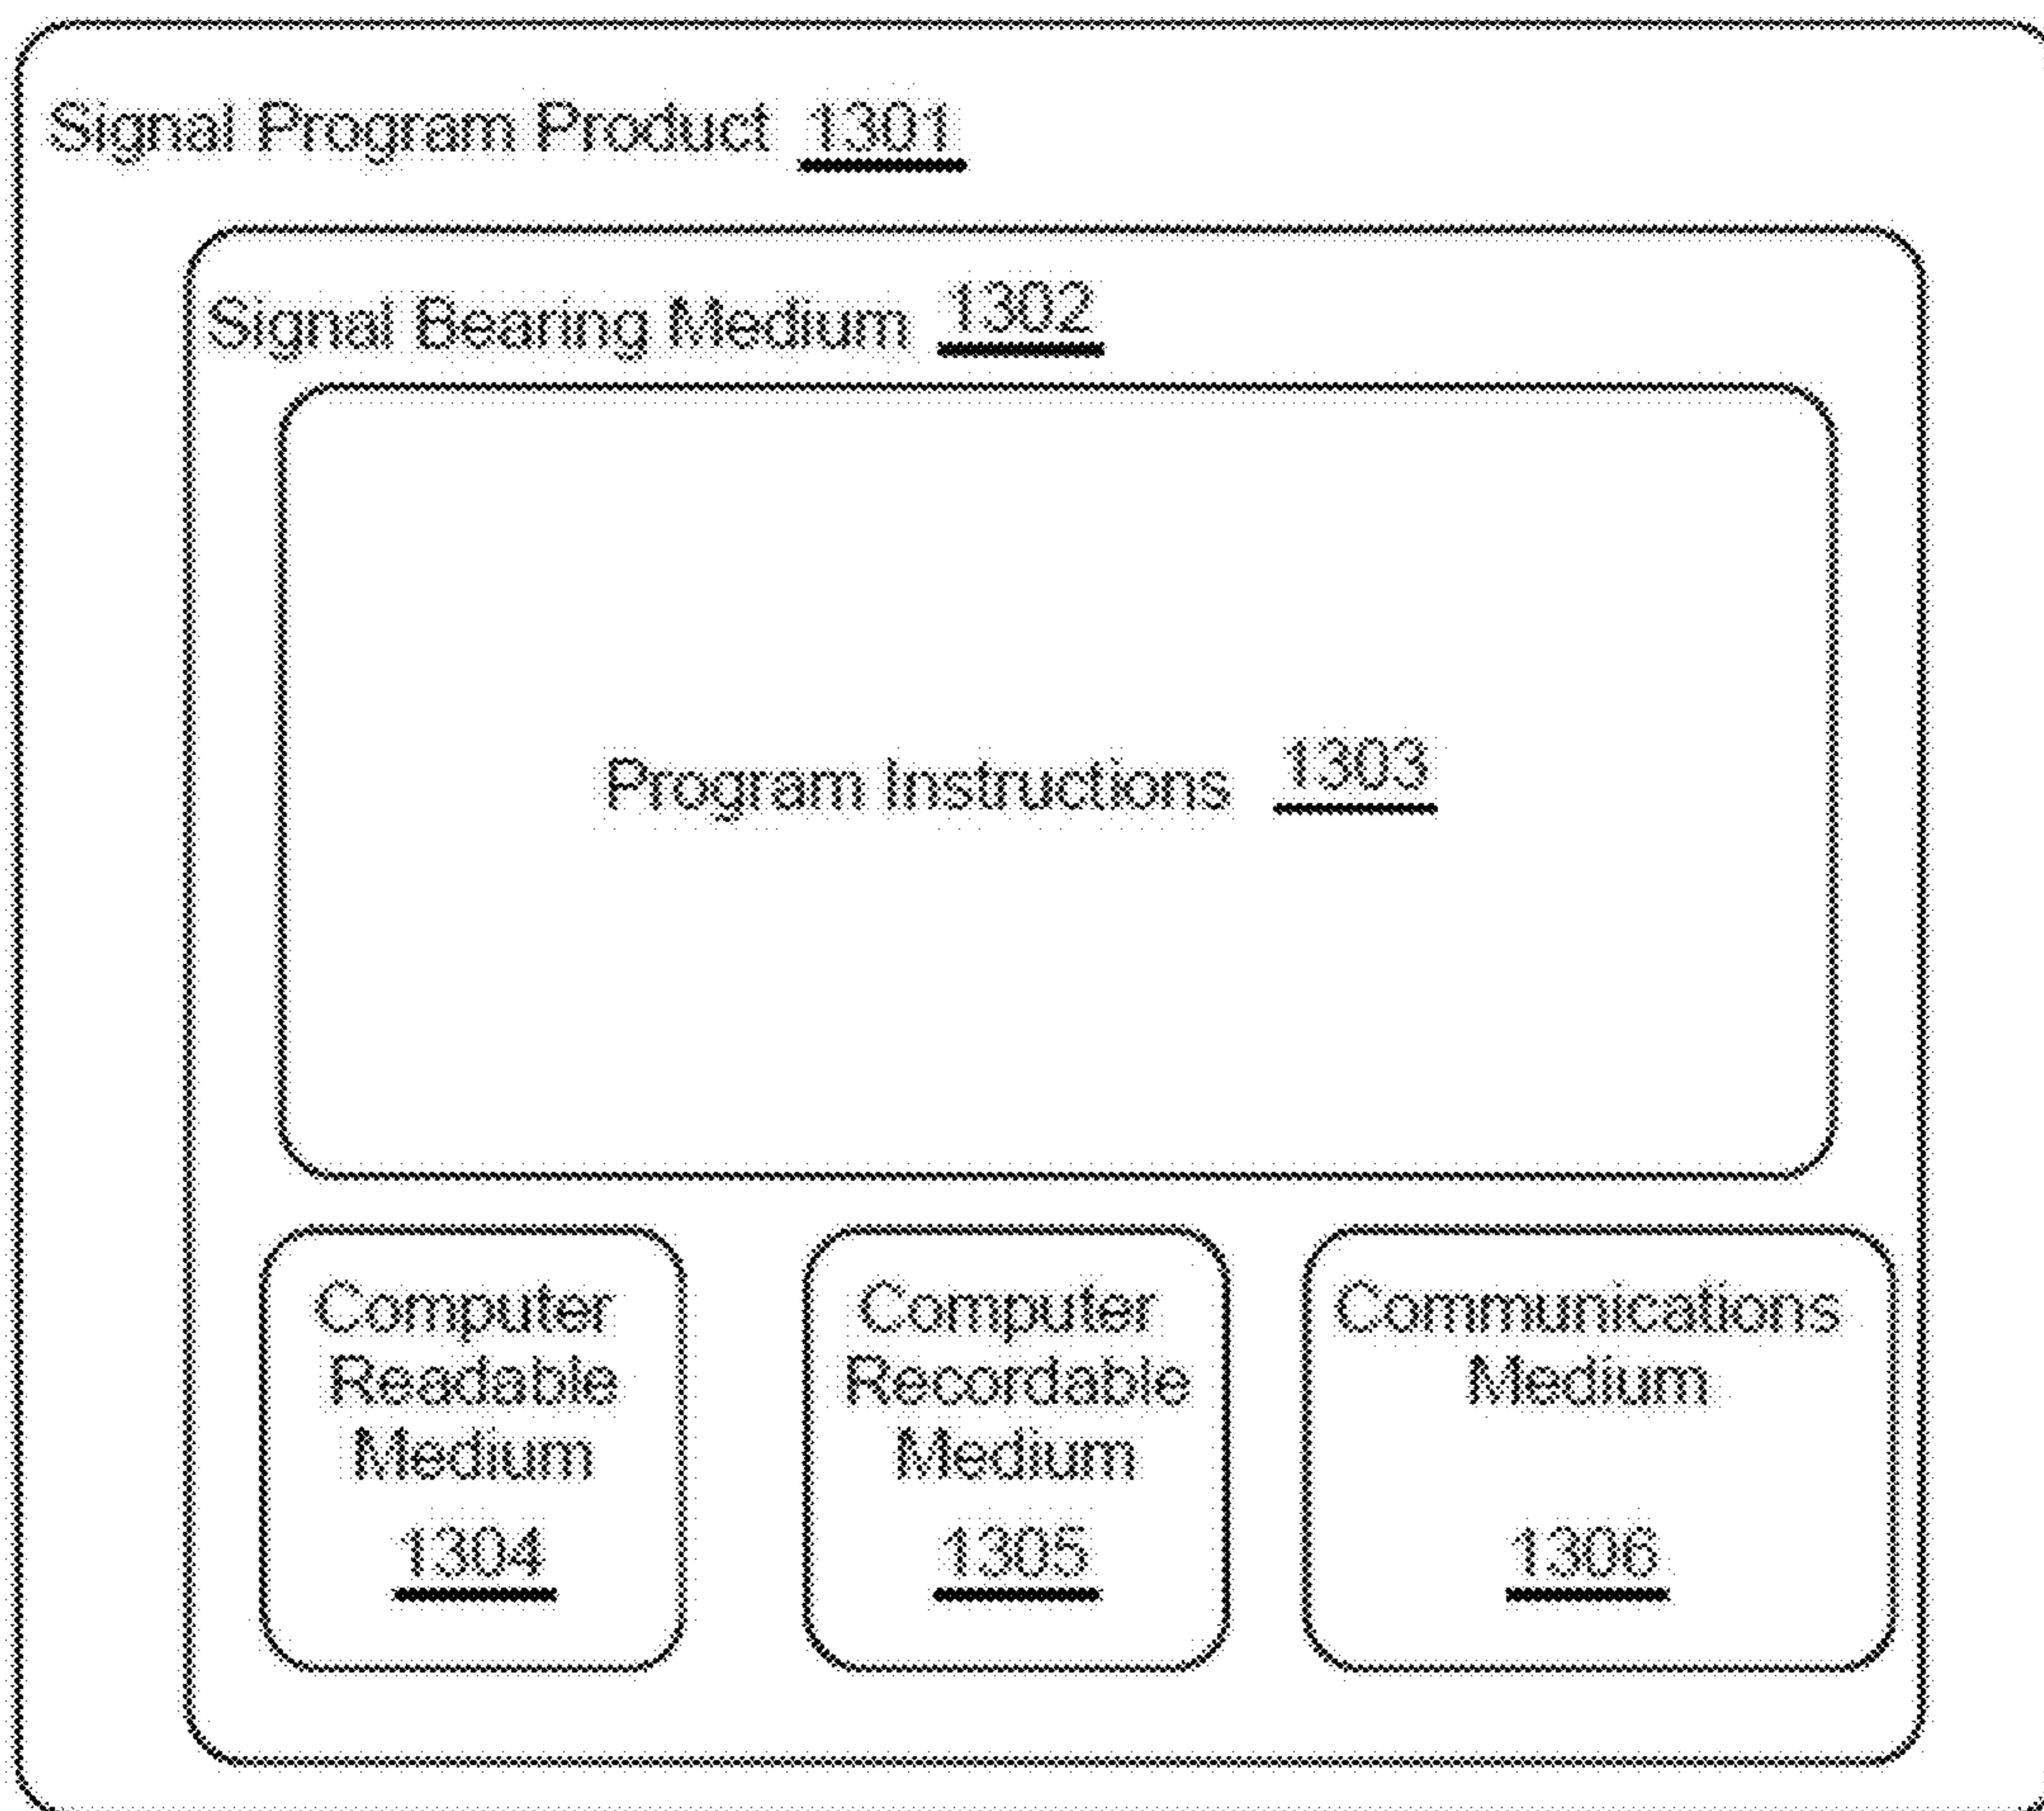 Signal Program Product 1301
Signal Bearing Medium 1302
Program Instructions 1303
Computer
Readable
Medium
1304
Computer
Recordable
Medium
1305
Communications
Medium
1306